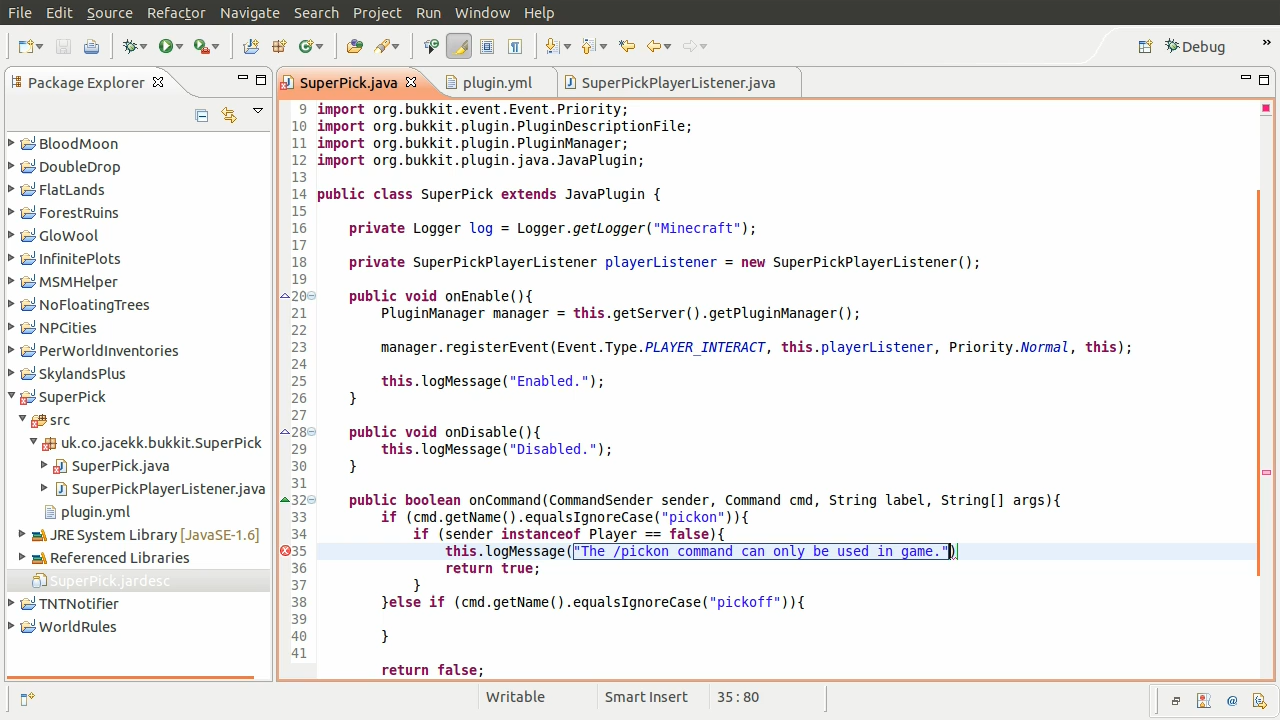 File Edit Source Refactor Navigate Search Project Run Window Help
Debug
Package Explorer
SuperPick.java
plugin.yml
SuperPickPlayerListener.java
BloodMoon
DoubleDrop
FlatLands
ForestRuins
GloWool
InfinitePlots
MSMHelper
NoFloatingTrees
NPCities
PerWorldInventories
SkylandsPlus
SuperPick
src
uk.co.jacekk.bukkit.SuperPick
SuperPick.java
SuperPickPlayerListener.java
plugin.yml
JRE System Library [JavaSE-1.6]
Referenced Libraries
SuperPick.jardesc
TNTNotifier
WorldRules
9 import org.bukkit.event.Event.Priority;
10 import org.bukkit.plugin.PluginDescriptionFile;
11 import org.bukkit.plugin.PluginManager;
12 import org.bukkit.plugin.java.JavaPlugin;
13
14 public class SuperPick extends JavaPlugin {
15
16 private Logger log = Logger.getLogger("Minecraft");
17
18 private SuperPickPlayerListener playerListener = new SuperPickPlayerListener();
19
20 public void onEnable(){
21 PluginManager manager = this.getServer().getPluginManager();
22
23 manager.registerEvent(Event.Type.PLAYER_INTERACT, this.playerListener, Priority.Normal, this);
24
25 this.logMessage("Enabled.");
26 }
27
28 public void onDisable(){
29 this.logMessage("Disabled.");
30 }
31
32 public boolean onCommand(CommandSender sender, Command cmd, String label, String[] args){
33 if (cmd.getName().equalsIgnoreCase("pickon")){
34 if (sender instanceof Player == false){
35 this.logMessage("The /pickon command can only be used in game.")
36 return true;
37 }
38 }else if (cmd.getName().equalsIgnoreCase("pickoff")){
39
40 }
41
return false;
Writable Smart Insert 35 : 80